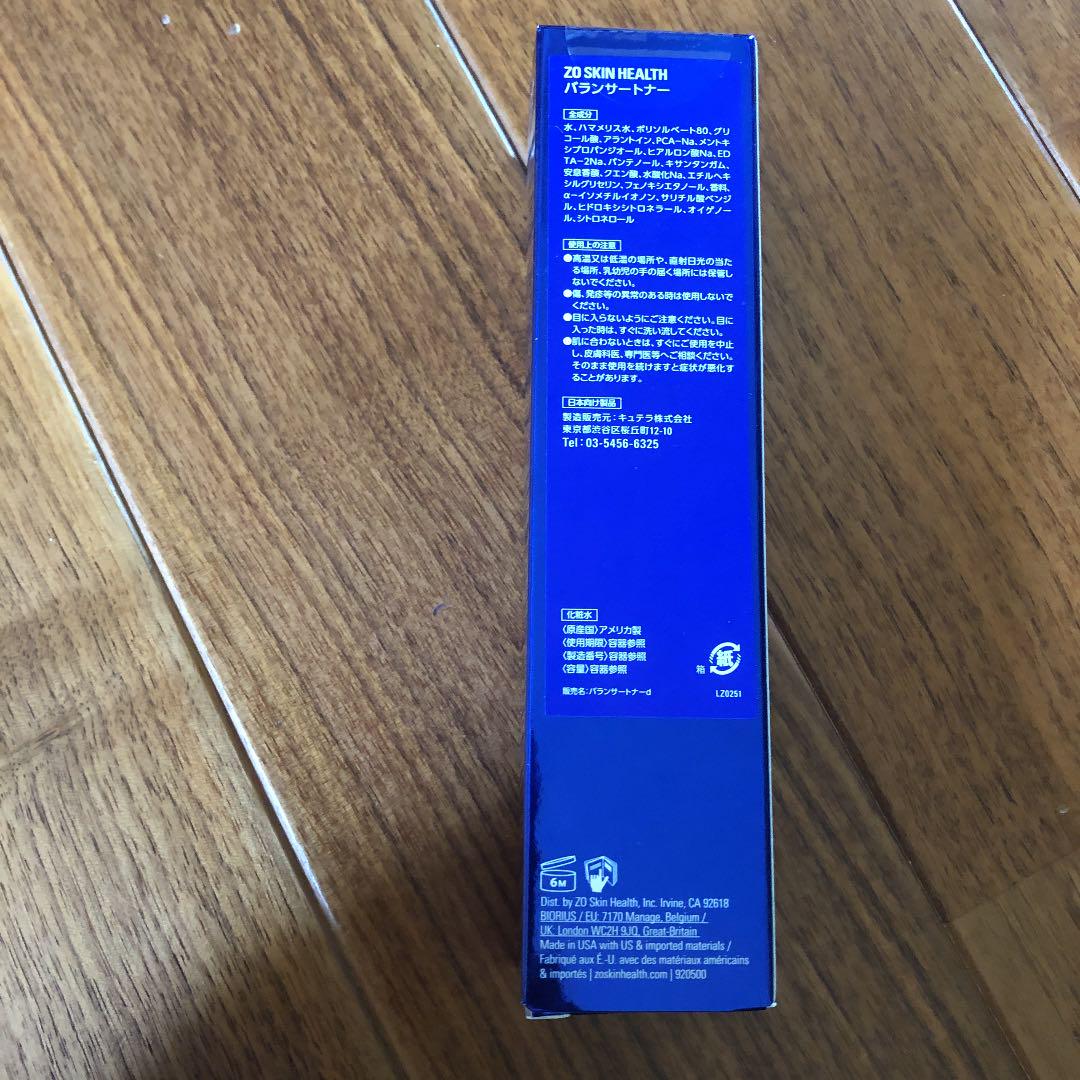 ZO SKIN HEALTH
バランサートナー
全成分
水、ハマメリス水、ポリソルベート80、グリ
コール酸、アラントイン、PCA-Na、メントキ
シプロパンジオール、ヒアルロン酸Na、ED
TA-2Na、パンテノール、キサンタンガム、
安息香酸、クエン酸、水酸化Na、エチルヘキ
シルグリセリン、フェノキシエタノール、香料、
α-イソメチルイオノン、サリチル酸ベンジ
ル、ヒドロキシシトロネラール、オイゲノー
ル、シトロネロール
使用上の注意
●高温又は低温の場所や、直射日光の当た
る場所、乳幼児の手の届く場所には保管し
ないでください。
●傷、発疹等の異常のある時は使用しないで
ください。
●目に入らないようにご注意ください。目に
入った時は、すぐに洗い流してください。
●肌に合わないときは、すぐにご使用を中止
し、皮膚科医、専門医等へご相談ください。
そのまま使用を続けますと症状が悪化す
ることがあります。
日本向け製品
製造販売元:キュテラ株式会社
東京都渋谷区桜丘町12-10
Tel:03-5456-6325
化粧水
〈原産国〉アメリカ製
〈使用期限〉容器参照
〈製造番号〉容器参照
〈容量〉容器参照
箱 紙
販売名:バランサートナーd
LZ0251
6M
Dist. by ZO Skin Health, Inc. Irvine, CA 92618
BIORIUS / EU: 7170 Manage, Belgium /
UK: London WC2H 9JQ, Great-Britain
Made in USA with US & imported materials /
Fabriqué aux É.-U. avec des matériaux américains
& importés | zoskinhealth.com | 920500